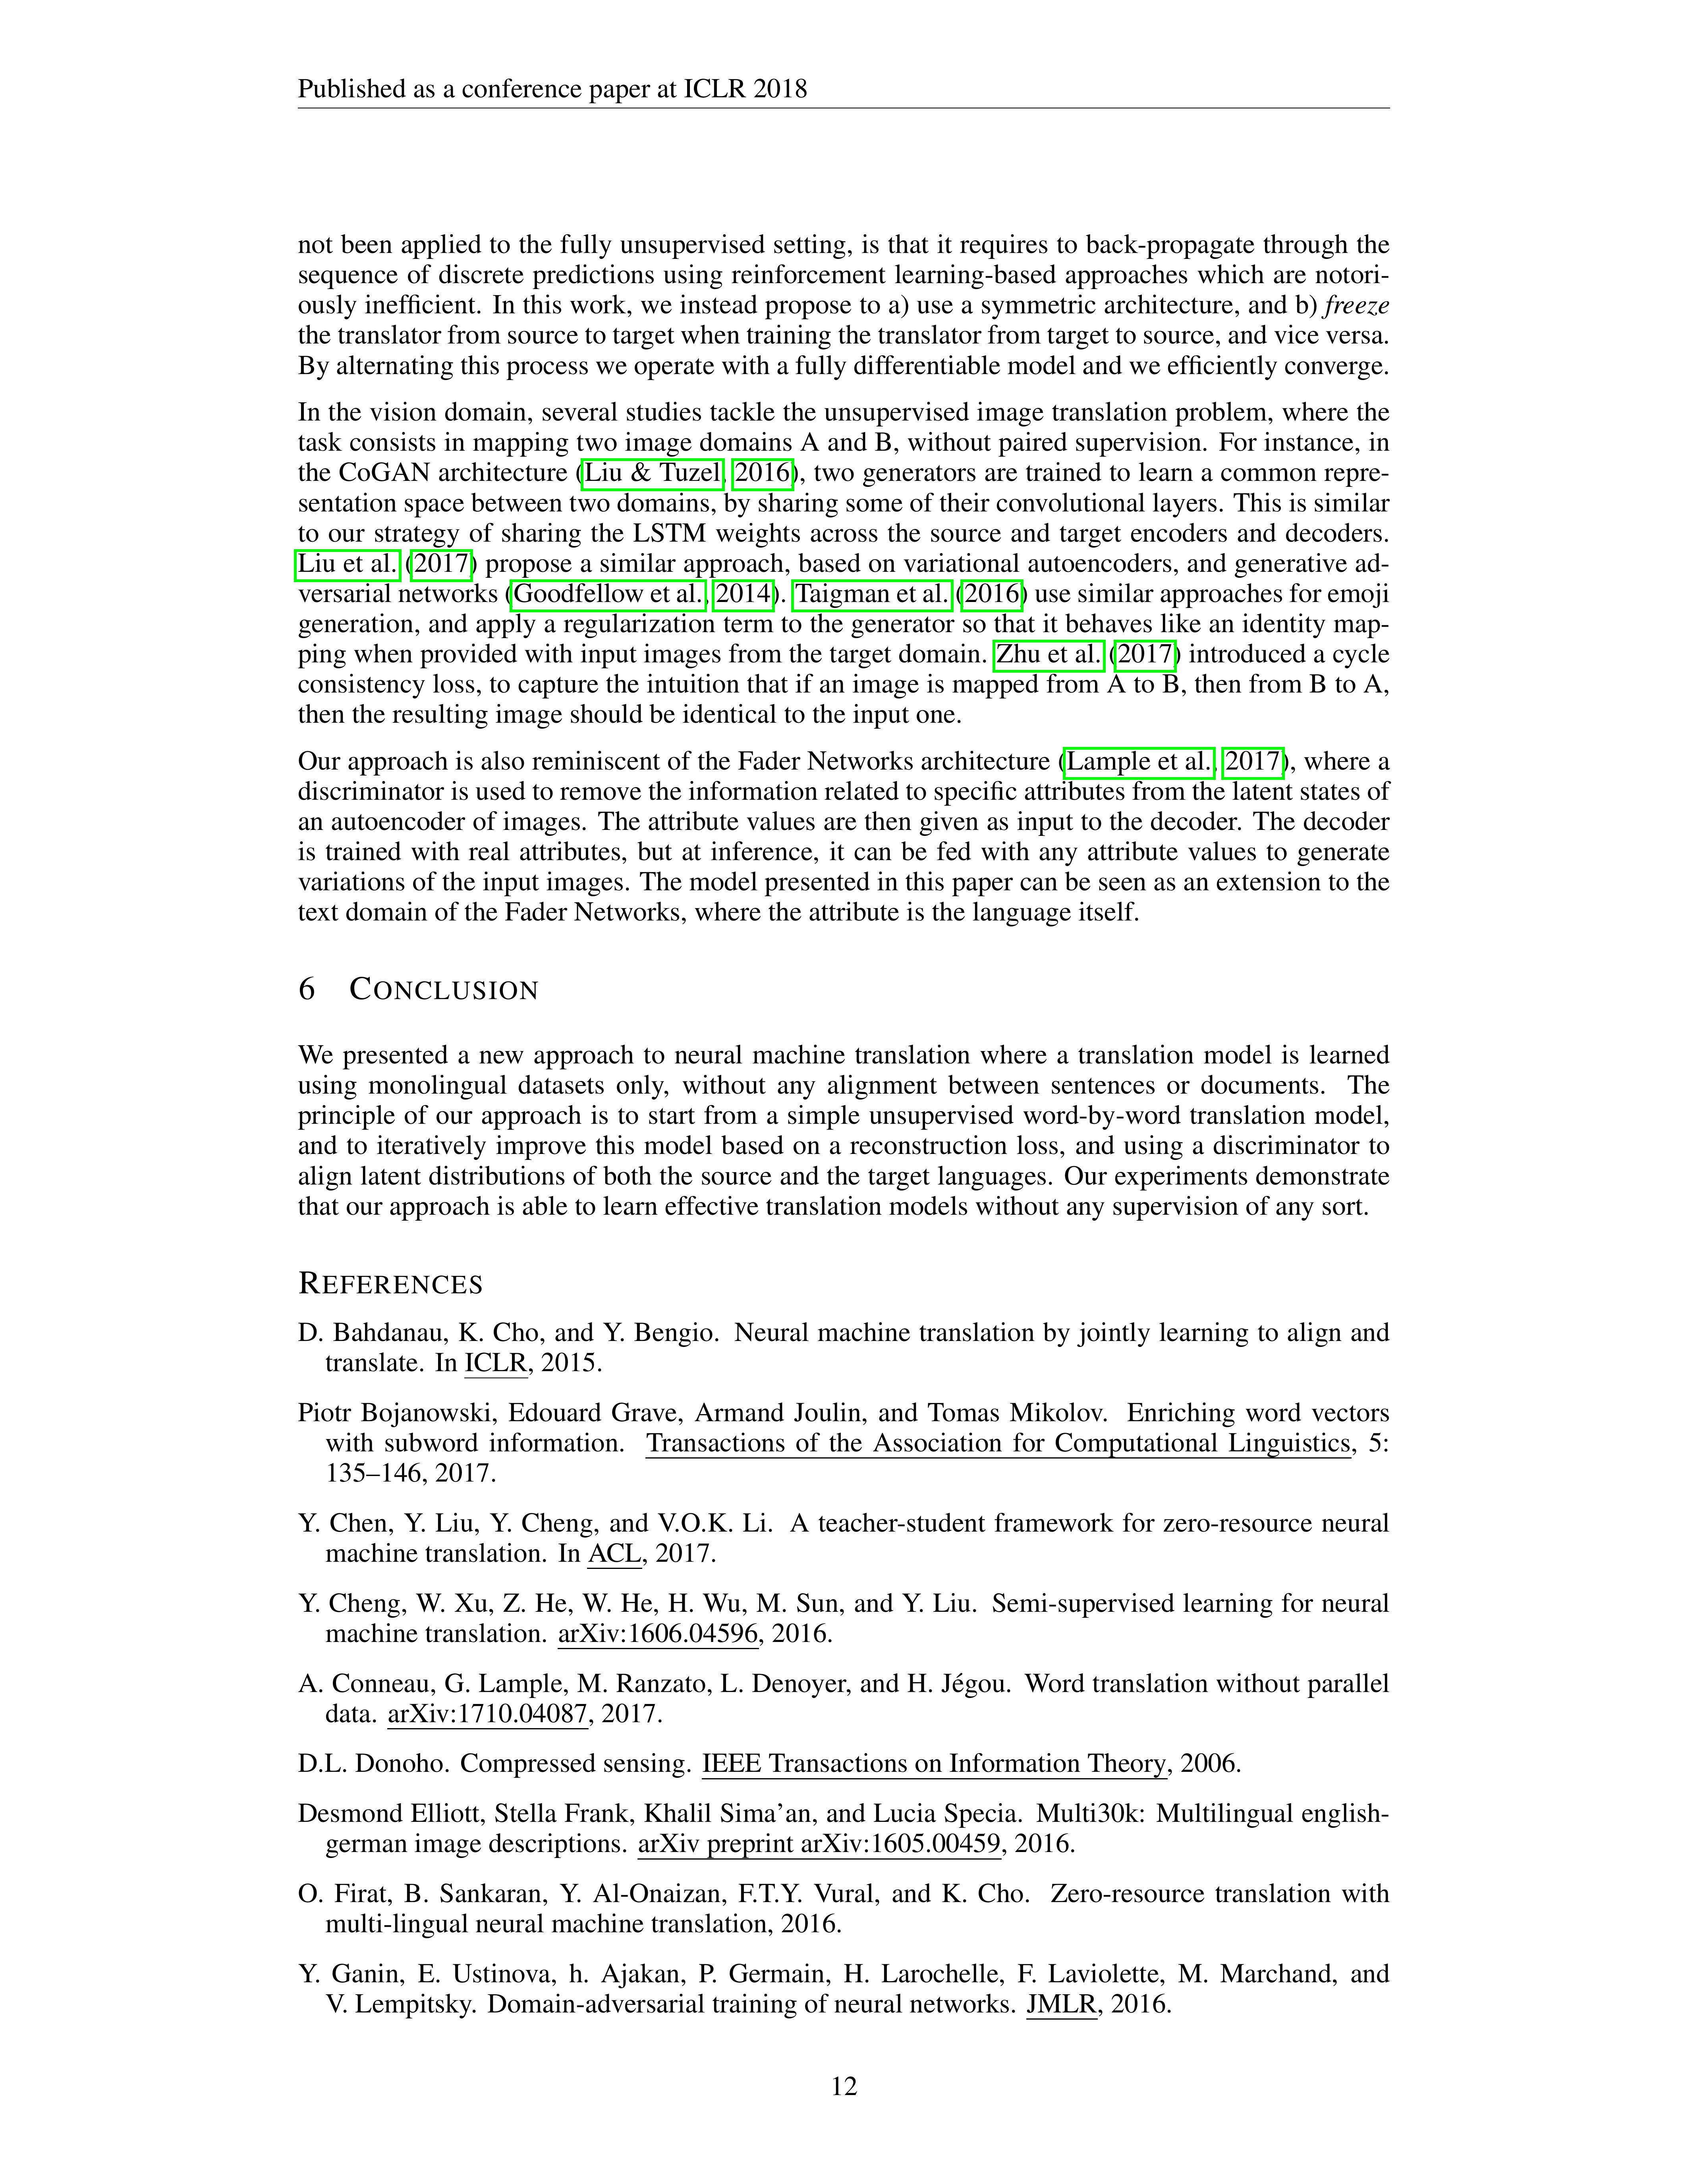 Published as a conference paper at ICLR 2018
not been applied to the fully unsupervised setting, is that it requires to back-propagate through the
sequence of discrete predictions using reinforcement learning-based approaches which are notori-
ously inefficient. In this work, we instead propose to a) use a symmetric architecture, and b) freeze
the translator from source to target when training the translator from target to source, and vice versa.
By alternating this process we operate with a fully differentiable model and we efficiently converge.
In the vision domain, several studies tackle the unsupervised image translation problem, where the
task consists in mapping two image domains A and B, without paired supervision. For instance, in
the CoGAN architecture (Liu & Tuzel, 2016), two generators are trained to learn a common repre-
sentation space between two domains, by sharing some of their convolutional layers. This is similar
to our strategy of sharing the LSTM weights across the source and target encoders and decoders.
Liu et al. (2017) propose a similar approach, based on variational autoencoders, and generative ad-
versarial networks (Goodfellow et al., 2014). Taigman et al. (2016) use similar approaches for emoji
generation, and apply a regularization term to the generator so that it behaves like an identity map-
ping when provided with input images from the target domain. Zhu et al. (2017) introduced a cycle
consistency loss, to capture the intuition that if an image is mapped from A to B, then from B to A,
then the resulting image should be identical to the input one.
Our approach is also reminiscent of the Fader Networks architecture (Lample et al., 2017), where a
discriminator is used to remove the information related to specific attributes from the latent states of
an autoencoder of images. The attribute values are then given as input to the decoder. The decoder
is trained with real attributes, but at inference, it can be fed with any attribute values to generate
variations of the input images. The model presented in this paper can be seen as an extension to the
text domain of the Fader Networks, where the attribute is the language itself.
6 CONCLUSION
We presented a new approach to neural machine translation where a translation model is learned
using monolingual datasets only, without any alignment between sentences or documents. The
principle of our approach is to start from a simple unsupervised word-by-word translation model,
and to iteratively improve this model based on a reconstruction loss, and using a discriminator to
align latent distributions of both the source and the target languages. Our experiments demonstrate
that our approach is able to learn effective translation models without any supervision of any sort.
REFERENCES
D. Bahdanau, K. Cho, and Y. Bengio. Neural machine translation by jointly learning to align and
translate. In ICLR, 2015.
Piotr Bojanowski, Edouard Grave, Armand Joulin, and Tomas Mikolov. Enriching word vectors
with subword information. Transactions of the Association for Computational Linguistics, 5:
135–146, 2017.
Y. Chen, Y. Liu, Y. Cheng, and V.O.K. Li. A teacher-student framework for zero-resource neural
machine translation. In ACL, 2017.
Y. Cheng, W. Xu, Z. He, W. He, H. Wu, M. Sun, and Y. Liu. Semi-supervised learning for neural
machine translation. arXiv:1606.04596, 2016.
A. Conneau, G. Lample, M. Ranzato, L. Denoyer, and H. Jégou. Word translation without parallel
data. arXiv:1710.04087, 2017.
D.L. Donoho. Compressed sensing. IEEE Transactions on Information Theory, 2006.
Desmond Elliott, Stella Frank, Khalil Sima'an, and Lucia Specia. Multi30k: Multilingual english-
german image descriptions. arXiv preprint arXiv:1605.00459, 2016.
O. Firat, B. Sankaran, Y. Al-Onaizan, F.T.Y. Vural, and K. Cho. Zero-resource translation with
multi-lingual neural machine translation, 2016.
Y. Ganin, E. Ustinova, h. Ajakan, P. Germain, H. Larochelle, F. Laviolette, M. Marchand, and
V. Lempitsky. Domain-adversarial training of neural networks. JMLR, 2016.
12